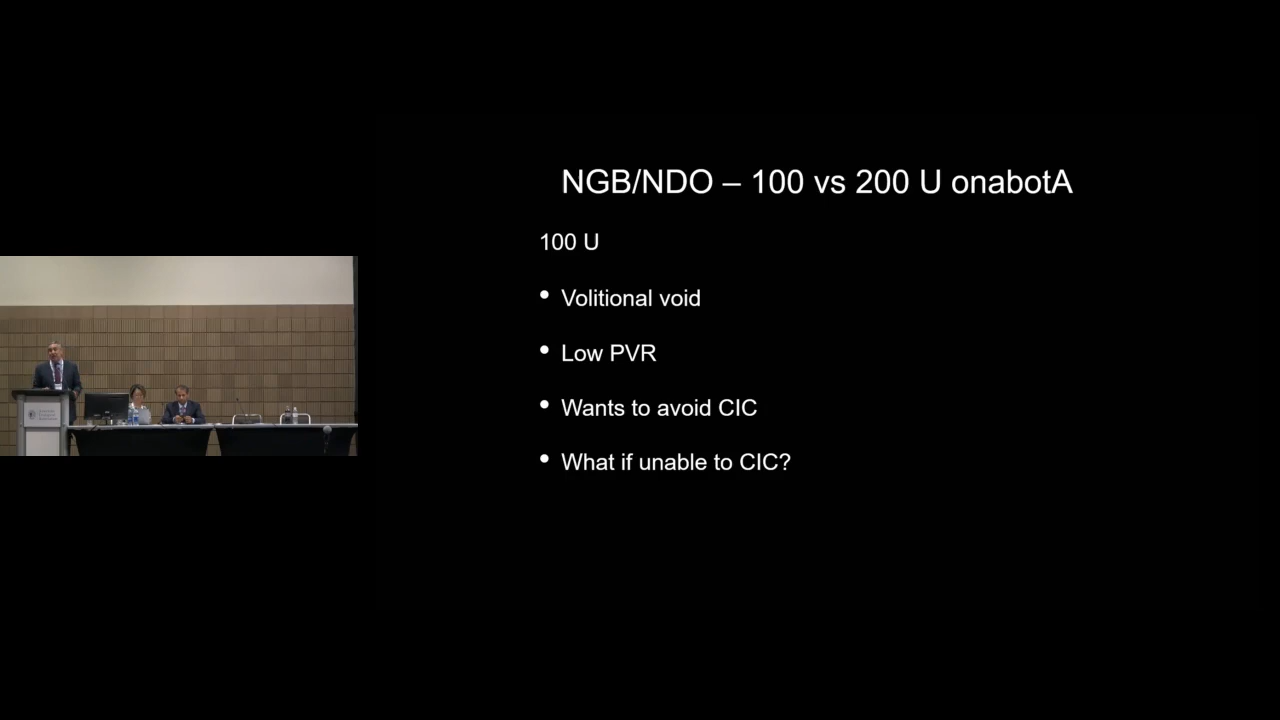 NGB/NDO – 100 vs 200 U onabotA
100 U
• Volitional void
• Low PVR
• Wants to avoid CIC
• What if unable to CIC?